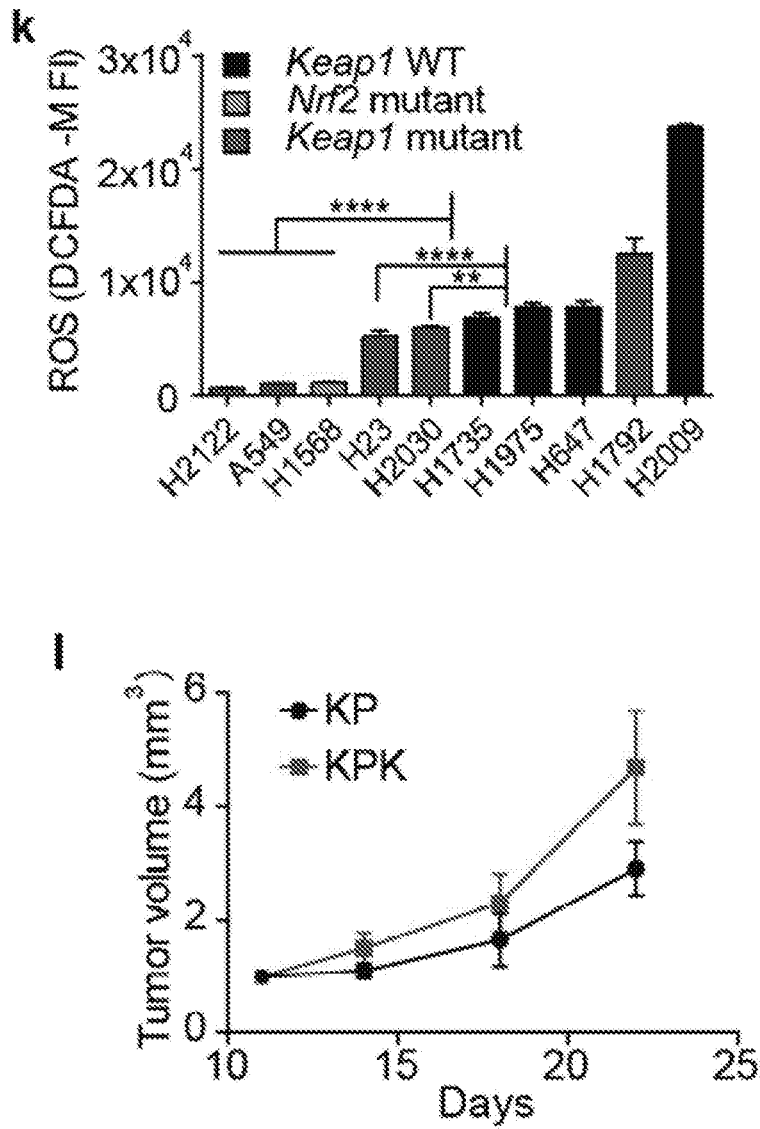 k
ROS (DCFDA -M FI)
3x10⁴
2x10⁴
1x10⁴
0
Keap1 WT
Nrf2 mutant
Keap1 mutant
****
****
**
H2122
A549
H1568
H23
H2030
H1735
H1975
H647
H1792
H2009
l
Tumor volume (mm³)
6
4
2
0
KP
KPK
10
15
20
25
Days